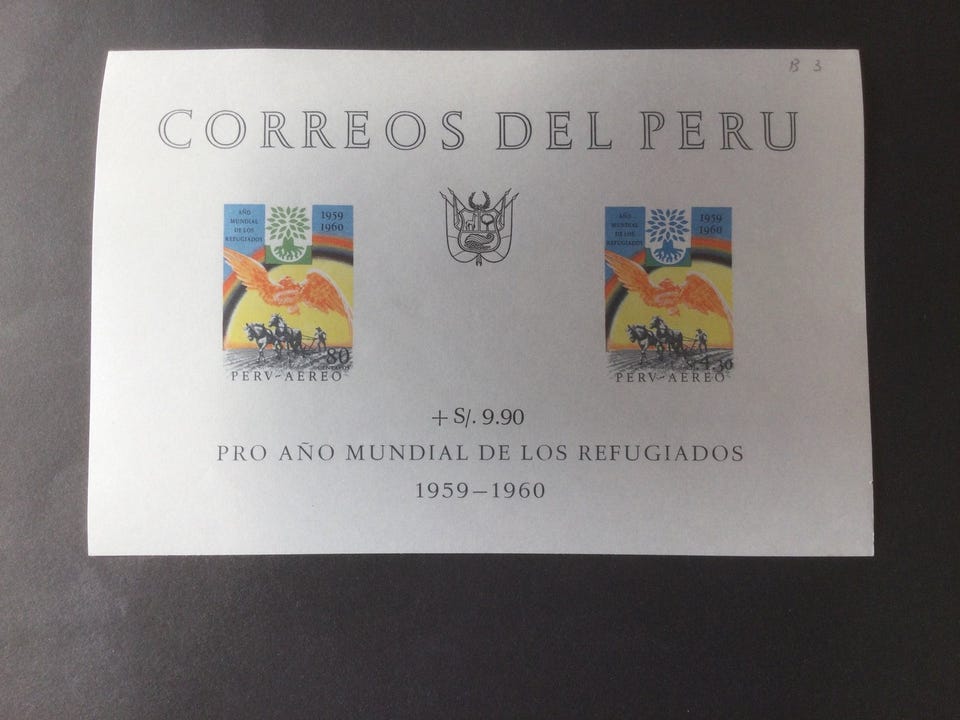 B 3
CORREOS DEL PERU
AÑO
MUNDIAL
DE LOS
REFUGIADOS
1959
1960
80
CENTAVOS
PERV-AEREO
AÑO
MUNDIAL
DE LOS
REFUGIADOS
1959
1960
S/. 4.30
PERV-AEREO
+ S/. 9.90
PRO AÑO MUNDIAL DE LOS REFUGIADOS
1959–1960